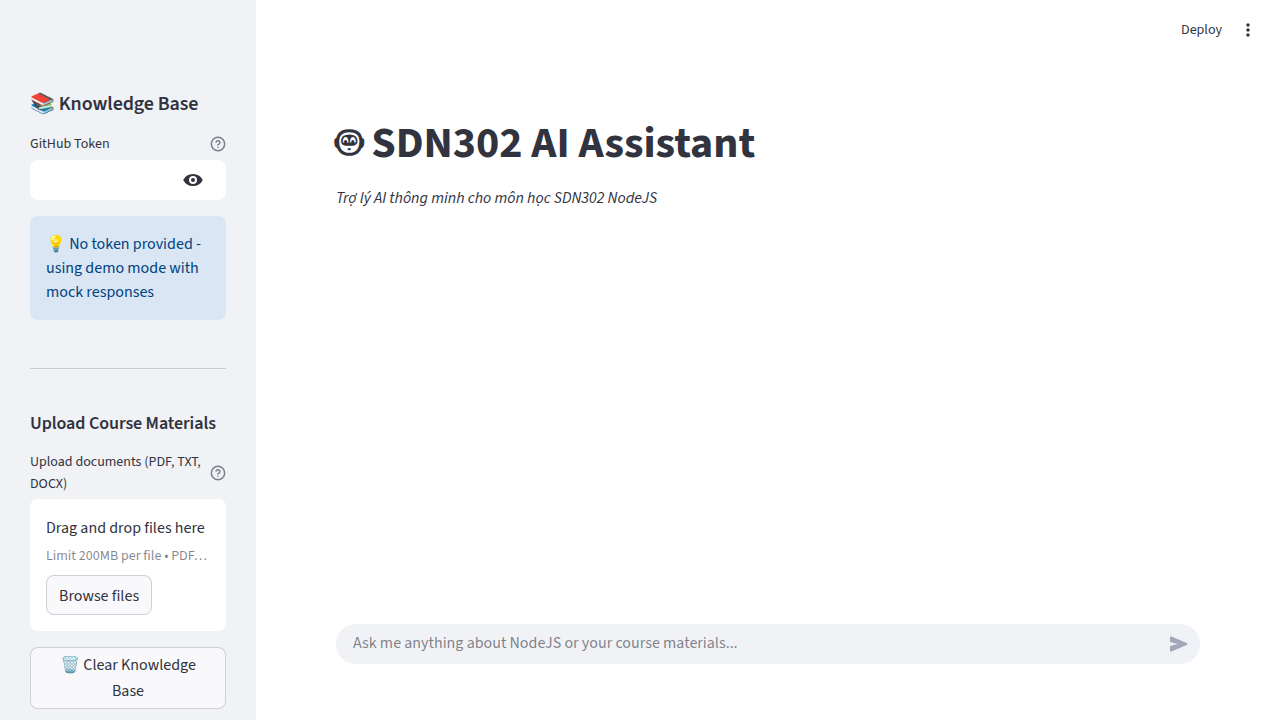 Deploy
📚 Knowledge Base
GitHub Token
💡 No token provided -
using demo mode with
mock responses
Upload Course Materials
Upload documents (PDF, TXT,
DOCX)
Drag and drop files here
Limit 200MB per file • PDF…
Browse files
🗑️ Clear Knowledge
Base
SDN302 AI Assistant
Trợ lý AI thông minh cho môn học SDN302 NodeJS
Ask me anything about NodeJS or your course materials...